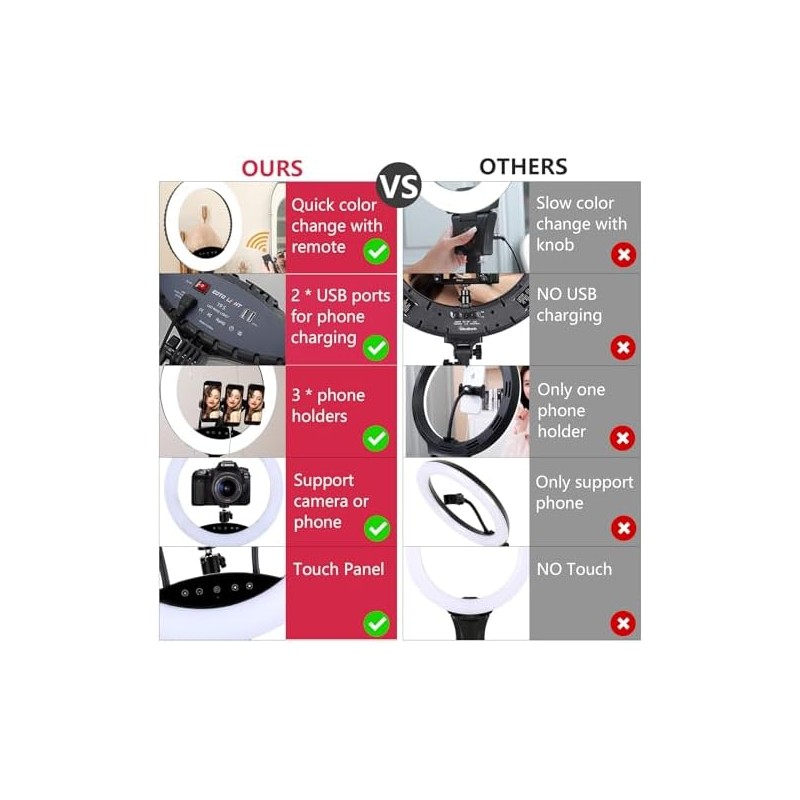 OURS
VS
OTHERS
Quick color
change with
remote
Slow color
change with
knob
2 * USB ports
for phone
charging
NO USB
charging
3 * phone
holders
Only one
phone
holder
Canon
Support
camera or
phone
Only support
phone
Touch Panel
NO Touch